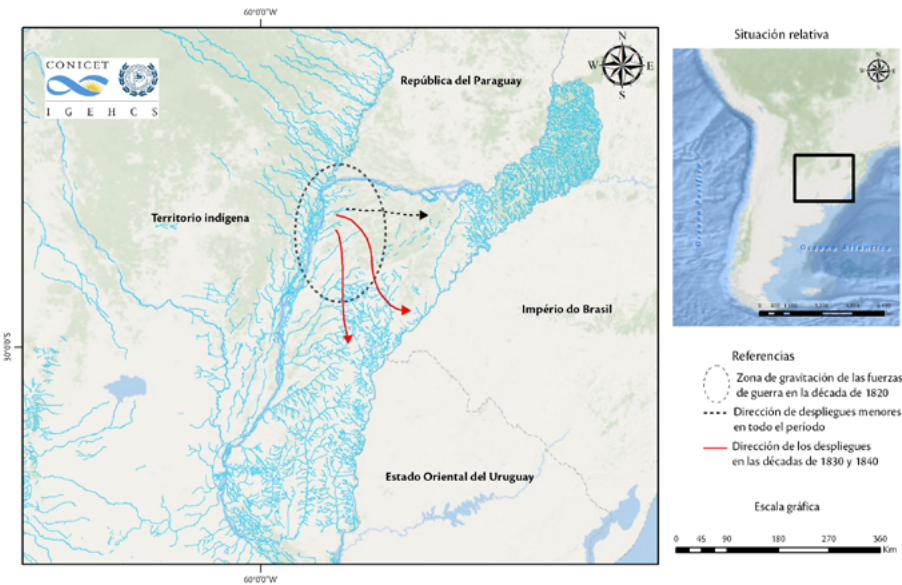 60°0'0"W
CONICET
I G E H C S
República del Paraguay
N
W E
S
Territorio indígena
Império do Brasil
30°0'0"S
Estado Oriental del Uruguay
60°0'0"W
Situación relativa
N
W E
S
Océano Pacífico
Océano Atlántico
Referencias
Zona de gravitación de las fuerzas
de guerra en la década de 1820
Dirección de despliegues menores
en todo el período
Dirección de los despliegues
en las décadas de 1830 y 1840
Escala gráfica
0 45 90 180 270 360
Km